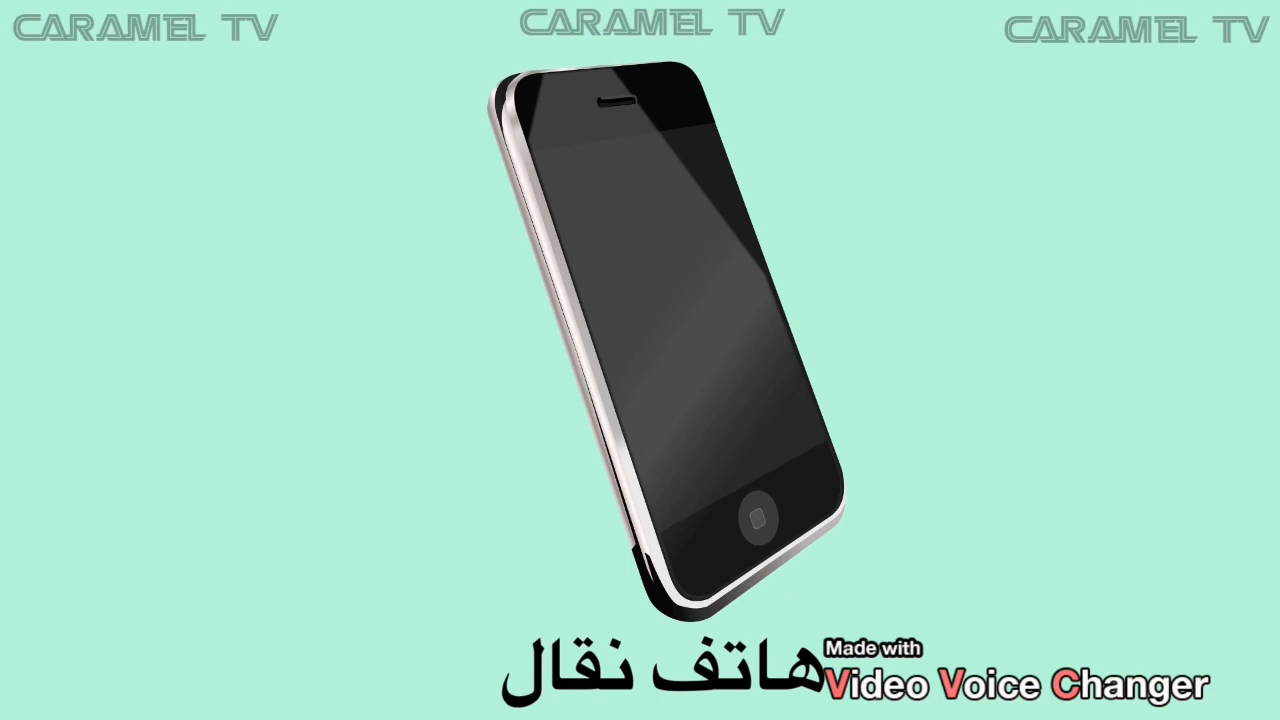 CARAMEL TV CARAMEL TV CARAMEL TV
هاتف نقال
Made with
Video Voice Changer